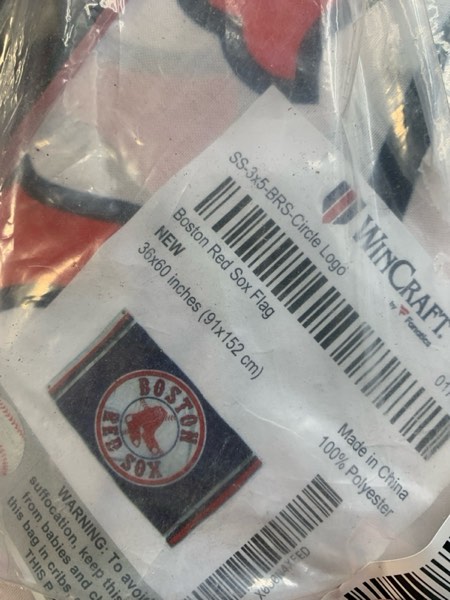 SS-3x5-BRS-Circle Logo
WINCRAFT.
by Fanatics
Boston Red Sox Flag
NEW
36x60 inches (91x152 cm)
BOSTON
RED SOX
Made in China
100% Polyester
WARNING: To avoid
suffocation, keep this
from babies and
this bag in cribs